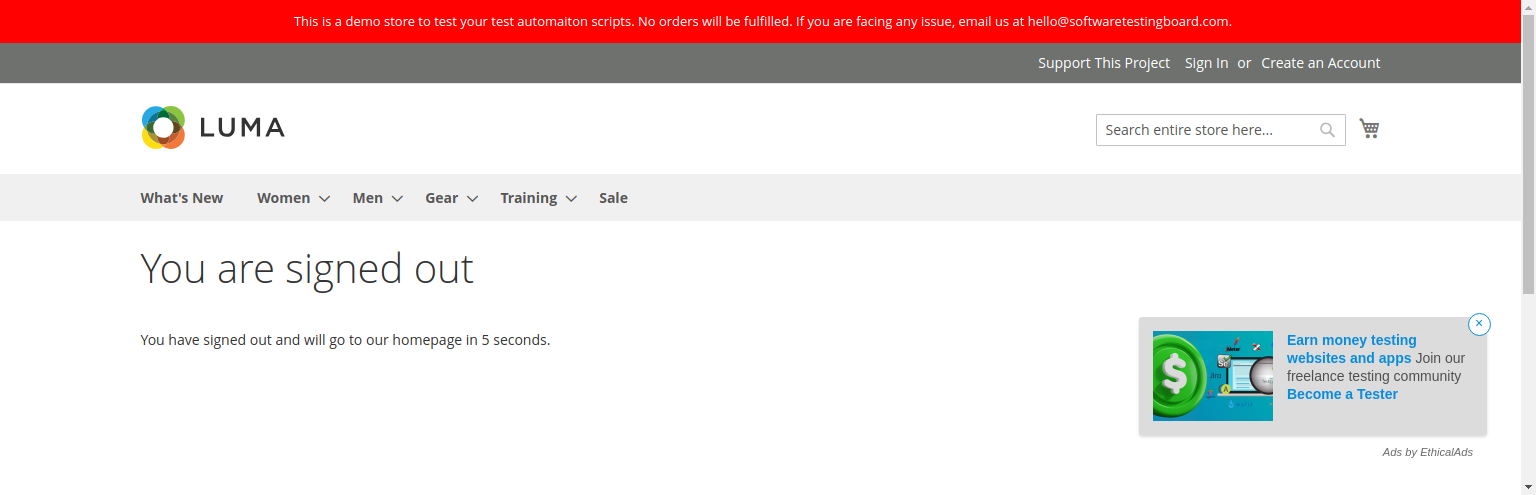 This is a demo store to test your test automaiton scripts. No orders will be fulfilled. If you are facing any issue, email us at hello@softwaretestingboard.com.
Support This Project Sign In or Create an Account
LUMA
Search entire store here...
What's New Women Men Gear Training Sale
You are signed out
You have signed out and will go to our homepage in 5 seconds.
Earn money testing
websites and apps Join our
freelance testing community
Become a Tester
Ads by EthicalAds